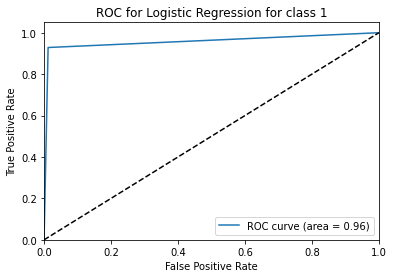 ROC for Logistic Regression for class 1
True Positive Rate
1.0
0.8
0.6
0.4
0.2
0.0
ROC curve (area = 0.96)
0.0 0.2 0.4 0.6 0.8 1.0
False Positive Rate